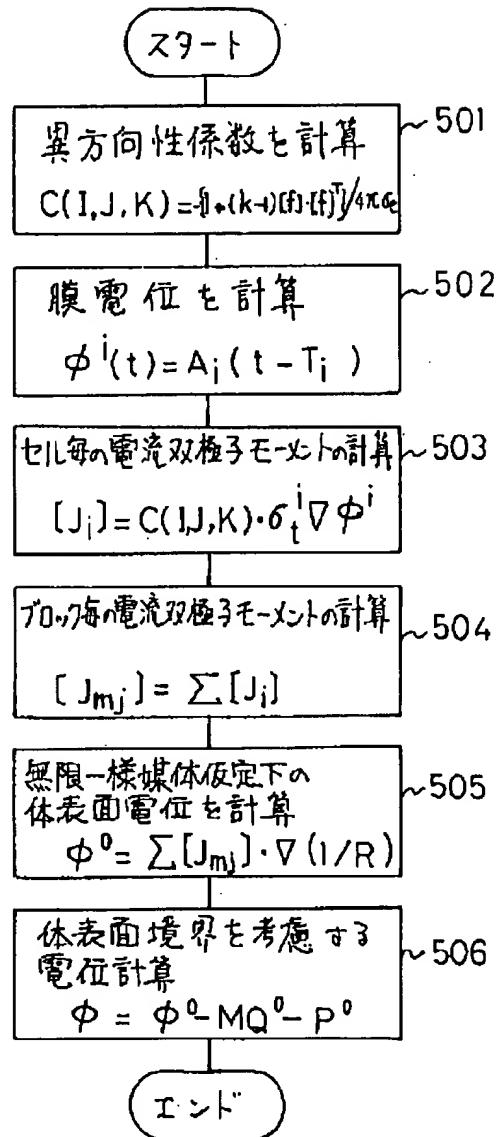 スタート
501
異方向性係数を計算
C(I,J,K)=-{1+(k-1)[f]·[f]ᵀ}/4πσe
502
膜電位を計算
φⁱ(t)=Aᵢ(t-Tᵢ)
503
セル毎の電流双極子モーメントの計算
[Jᵢ]=C(I,J,K)·σₜⁱ∇φⁱ
504
ブロック毎の電流双極子モーメントの計算
[Jmj]=Σ[Jᵢ]
505
無限一様媒体仮定下の
体表面電位を計算
φ⁰=Σ[Jmj]·∇(1/R)
506
体表面境界を考慮する
電位計算
φ=φ⁰-MQ⁰-P⁰
エンド